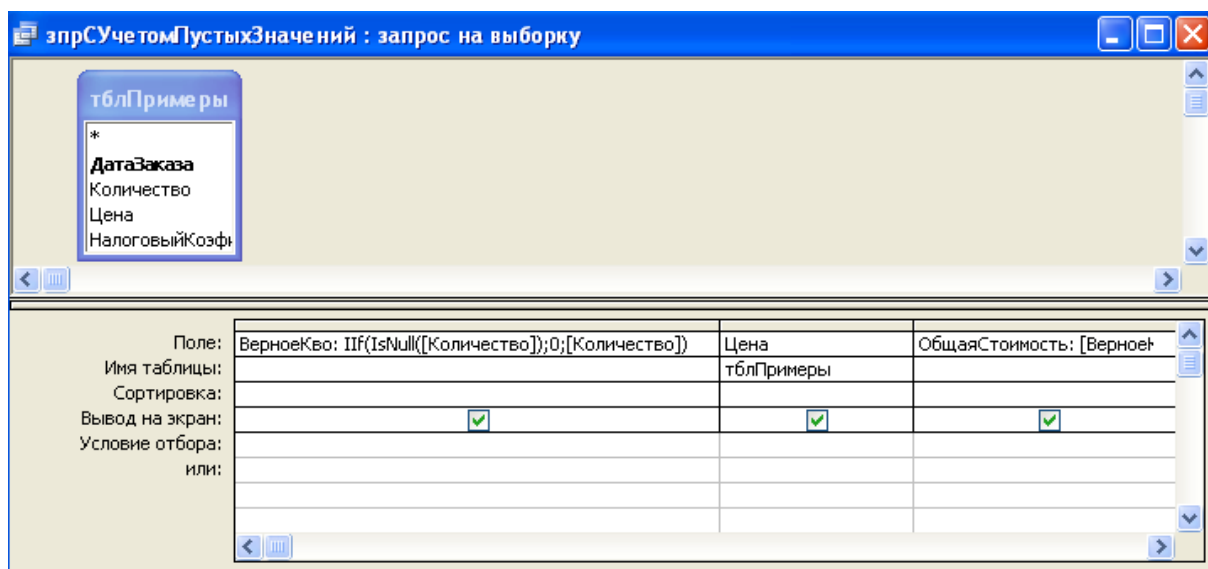 зпрСУчетомПустыхЗначений : запрос на выборку
тблПримеры
*
ДатаЗаказа
Количество
Цена
НалоговыйКоэф
Поле: ВерноеКво: IIf(IsNull([Количество]);0;[Количество]) Цена ОбщаяСтоимость: [Верное
Имя таблицы: тблПримеры
Сортировка:
Вывод на экран:
Условие отбора:
или: